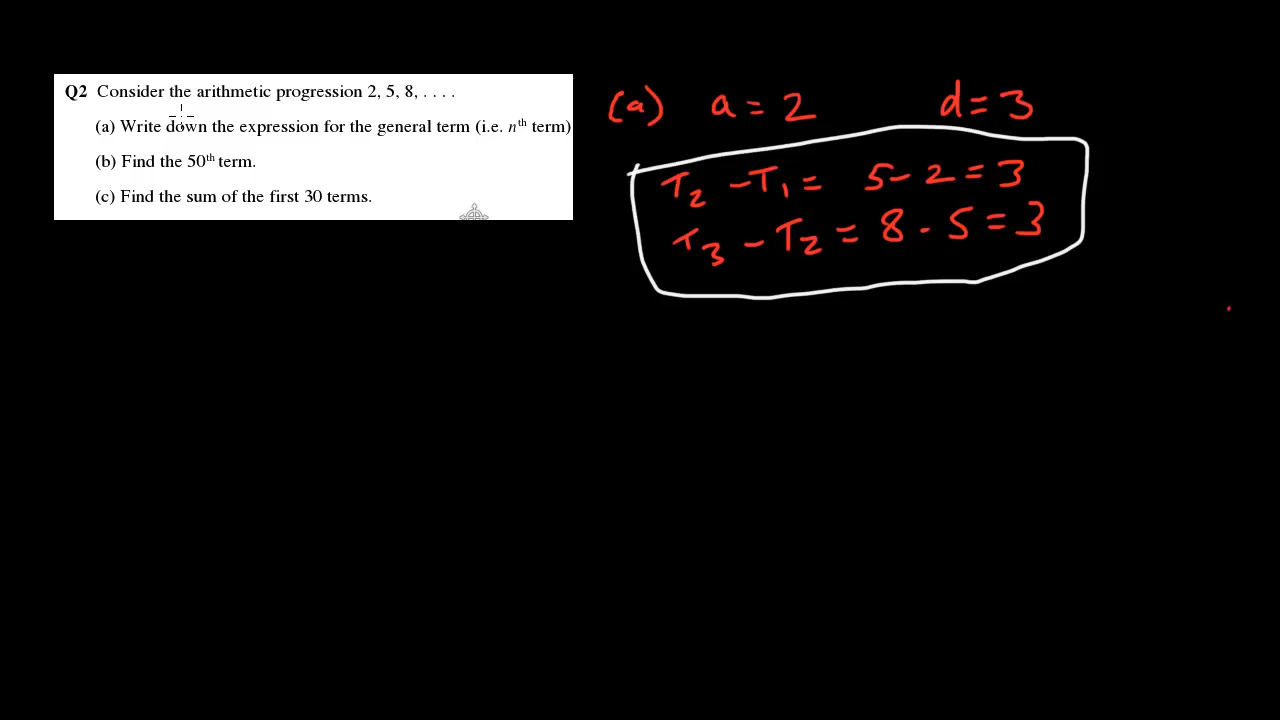 Q2 Consider the arithmetic progression 2, 5, 8, . . . .
(a) Write down the expression for the general term (i.e. nth term)
(b) Find the 50th term.
(c) Find the sum of the first 30 terms.
(a) a = 2 d = 3
T2 - T1 = 5 - 2 = 3
T3 - T2 = 8 - 5 = 3